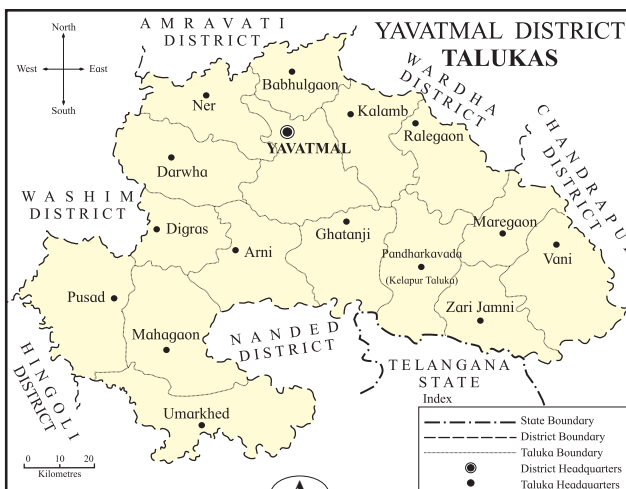 YAVATMAL DISTRICT
TALUKAS
AMRAVATI
DISTRICT
North
West
East
South
WARDHA
DISTRICT
CHANDRAPU
DISTRICT
Babhulgaon
Ner
Kalamb
Ralegaon
YAVATMAL
Darwha
WASHIM
DISTRICT
Digras
Arni
Ghatanji
Maregaon
Vani
Pandharkavada
(Kelapur Taluka)
Pusad
Zari Jamni
Mahagaon
NANDED
DISTRICT
HINGOLI
DISTRICT
TELANGANA
STATE
Umarkhed
0 10 20
Kilometres
Index
State Boundary
District Boundary
Taluka Boundary
District Headquarters
Taluka Headquarters